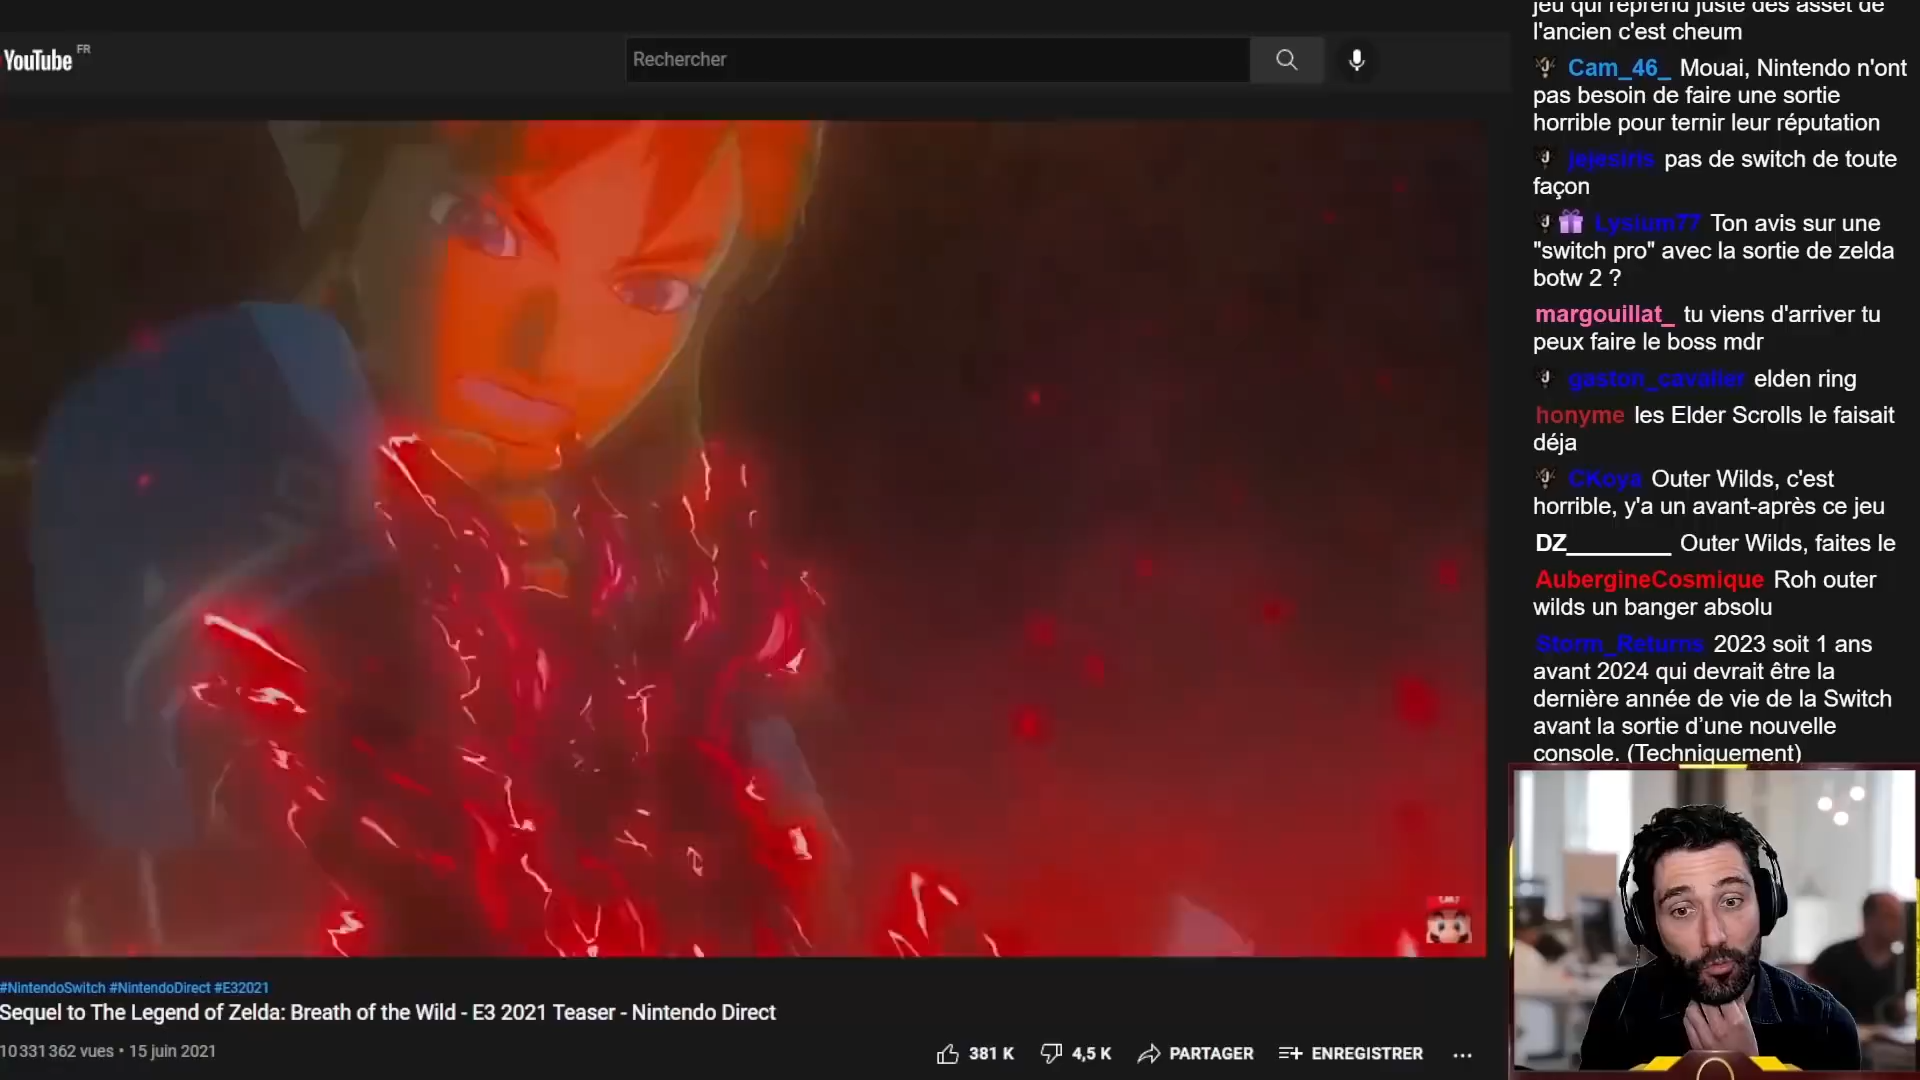 YouTube FR
Rechercher
#NintendoSwitch #NintendoDirect #E32021
Sequel to The Legend of Zelda: Breath of the Wild - E3 2021 Teaser - Nintendo Direct
10 331 362 vues • 15 juin 2021
381 K
4,5 K
PARTAGER
ENREGISTRER
jeu qui reprend juste des asset de
l'ancien c'est cheum
Cam_46_ Mouai, Nintendo n'ont
pas besoin de faire une sortie
horrible pour ternir leur réputation
jejesiris pas de switch de toute
façon
Lysium77 Ton avis sur une
"switch pro" avec la sortie de zelda
botw 2 ?
margouillat_ tu viens d'arriver tu
peux faire le boss mdr
gaston_cavalier elden ring
honyme les Elder Scrolls le faisait
déja
CKoya Outer Wilds, c'est
horrible, y'a un avant-après ce jeu
DZ________ Outer Wilds, faites le
AubergineCosmique Roh outer
wilds un banger absolu
Storm_Returns 2023 soit 1 ans
avant 2024 qui devrait être la
dernière année de vie de la Switch
avant la sortie d’une nouvelle
console. (Techniquement)